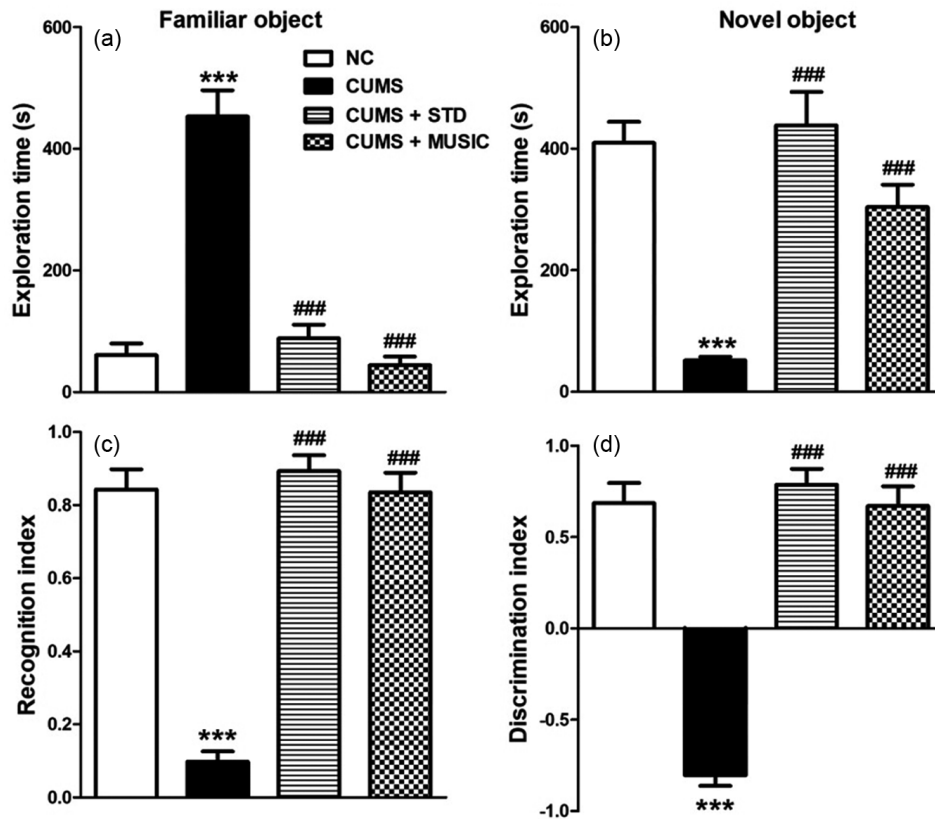 Familiar object
Novel object
(a)
Exploration time (s)
600
400
200
0
NC
CUMS
CUMS + STD
CUMS + MUSIC
***
###
###
(b)
Exploration time (s)
600
400
200
0
***
###
###
(c)
Recognition index
1.0
0.8
0.6
0.4
0.2
0.0
***
###
###
(d)
Discrimination index
1.0
0.5
0.0
-0.5
-1.0
***
###
###